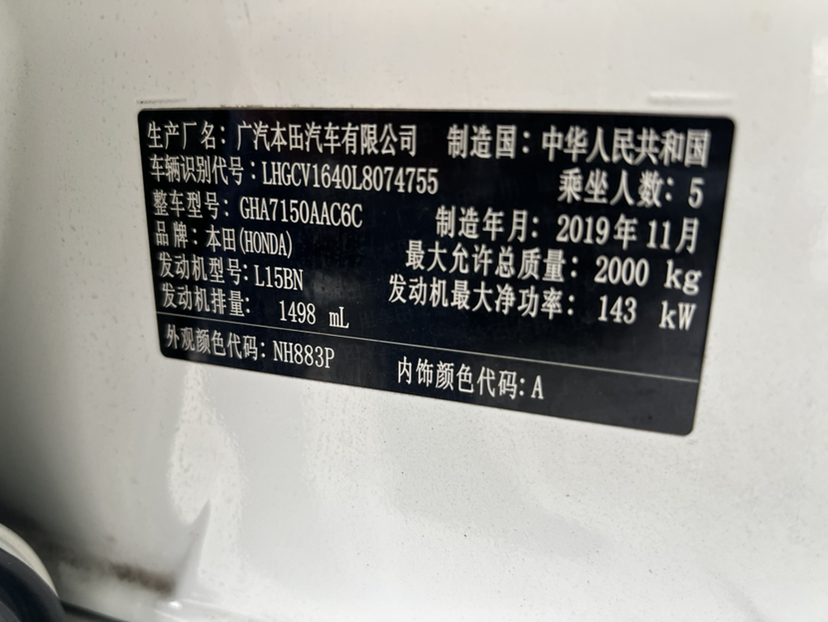 生产厂名：广汽本田汽车有限公司 制造国：中华人民共和国
车辆识别代号：LHGCV1640L8074755 乘坐人数：5
整车型号：GHA7150AAC6C 制造年月：2019年11月
品牌：本田(HONDA) 最大允许总质量：2000 kg
发动机型号：L15BN 发动机最大净功率：143 kW
发动机排量：1498 mL
外观颜色代码：NH883P 内饰颜色代码：A